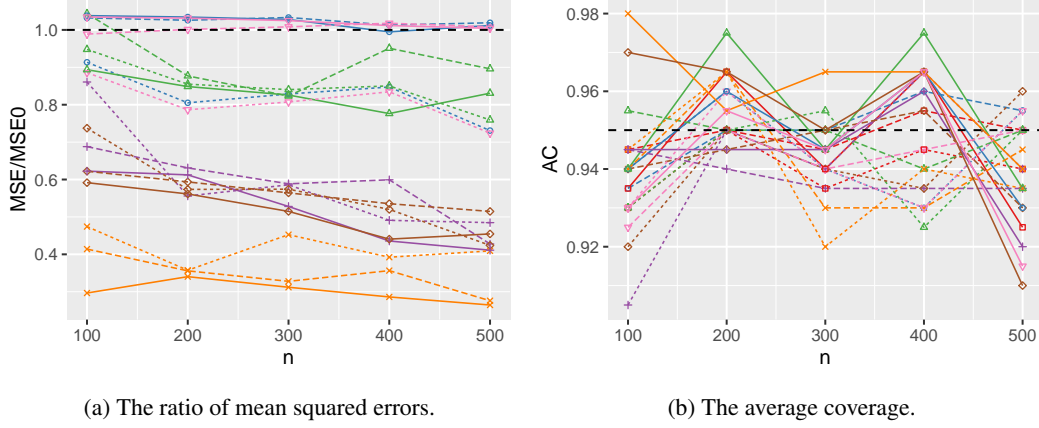 1.0
0.8
0.6
0.4
MSE/MSE0
100 200 300 400 500
n
0.98
0.96
0.94
0.92
AC
100 200 300 400 500
n
(a) The ratio of mean squared errors.
(b) The average coverage.